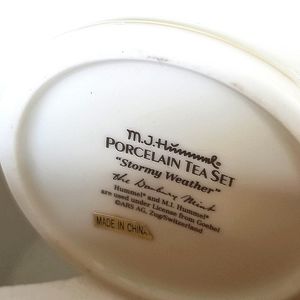 M.J.Hummel
PORCELAIN TEA SET
"Stormy Weather"
the Danbury Mint
Hummel® and M.I. Hummel®
are used under License from Goebel
©ARS AG, Zug/Switzerland
MADE IN CHINA